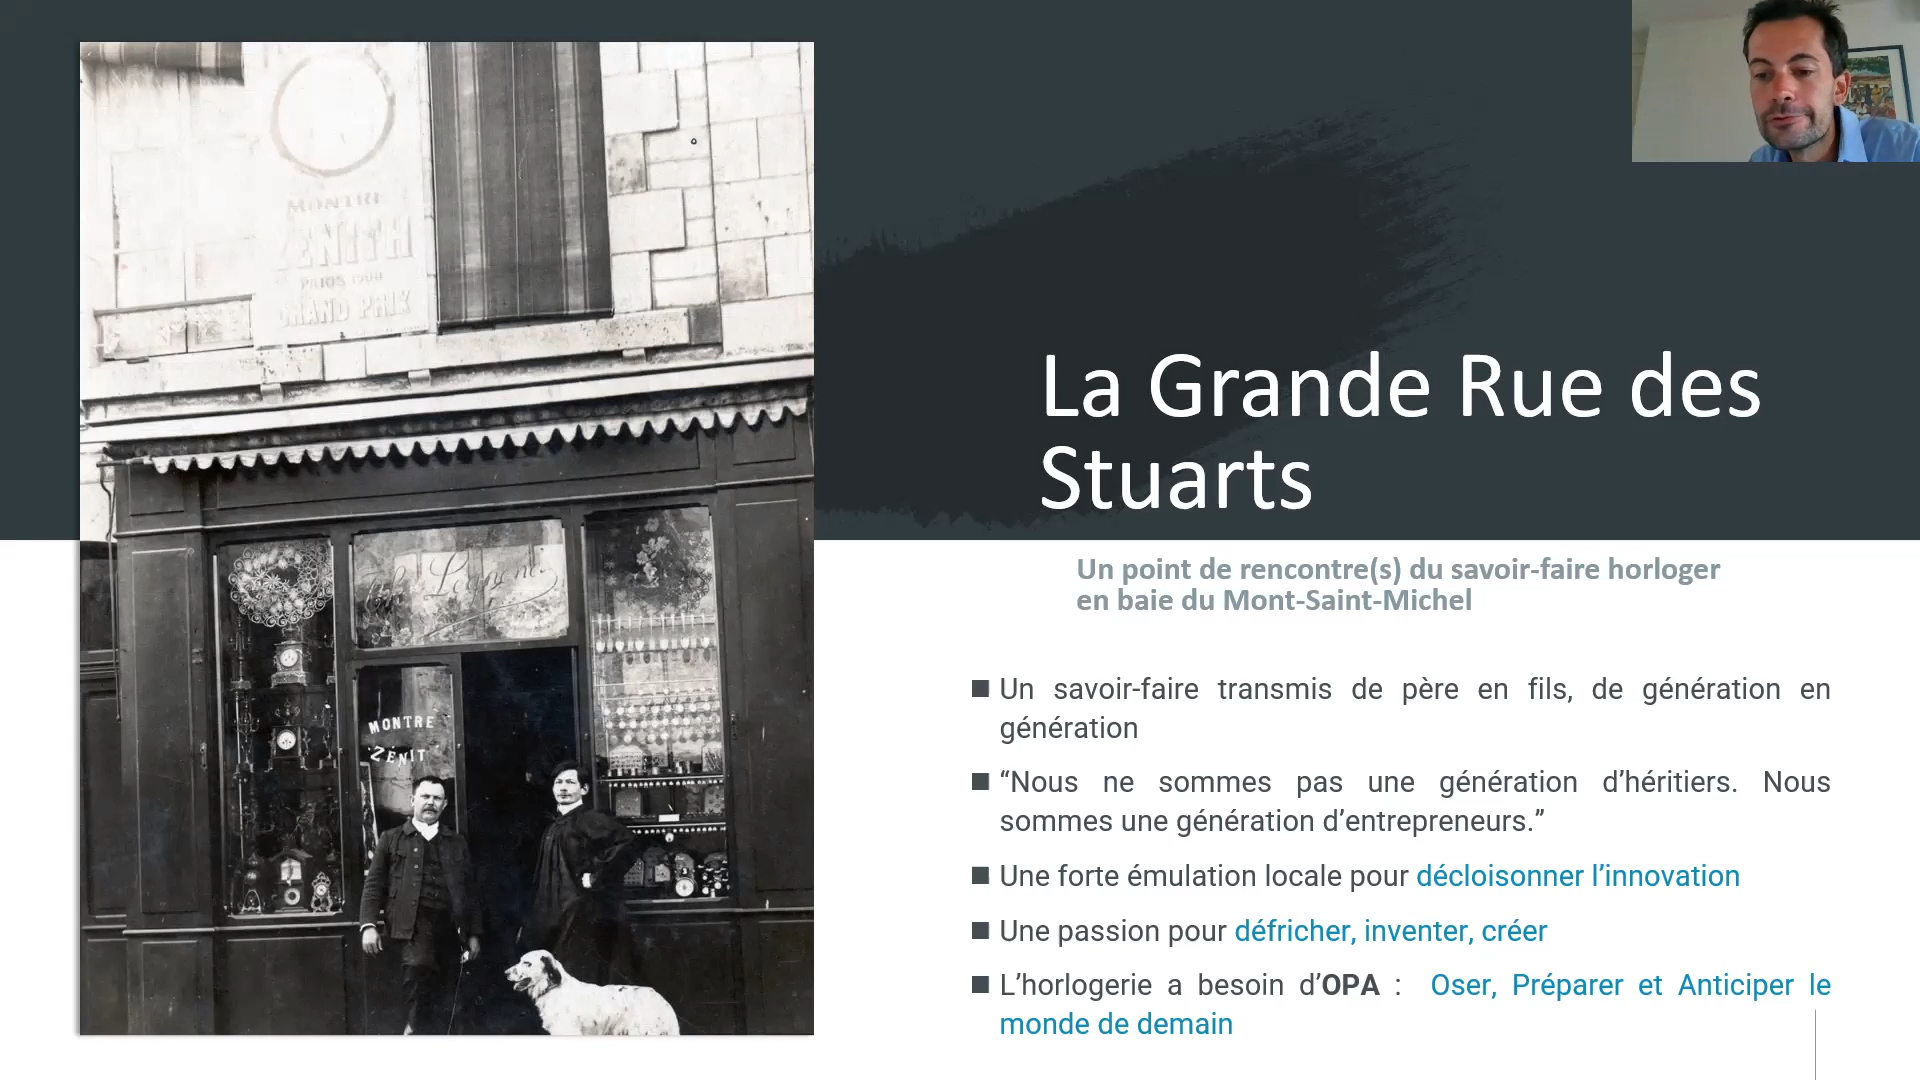 MONTRE
ZENITH
PARIS 1900
GRAND PRIX
MONTRE
ZENIT
La Grande Rue des
Stuarts
Un point de rencontre(s) du savoir-faire horloger
en baie du Mont-Saint-Michel
Un savoir-faire transmis de père en fils, de génération en
génération
“Nous ne sommes pas une génération d’héritiers. Nous
sommes une génération d’entrepreneurs.”
Une forte émulation locale pour décloisonner l’innovation
Une passion pour défricher, inventer, créer
L’horlogerie a besoin d’OPA : Oser, Préparer et Anticiper le
monde de demain